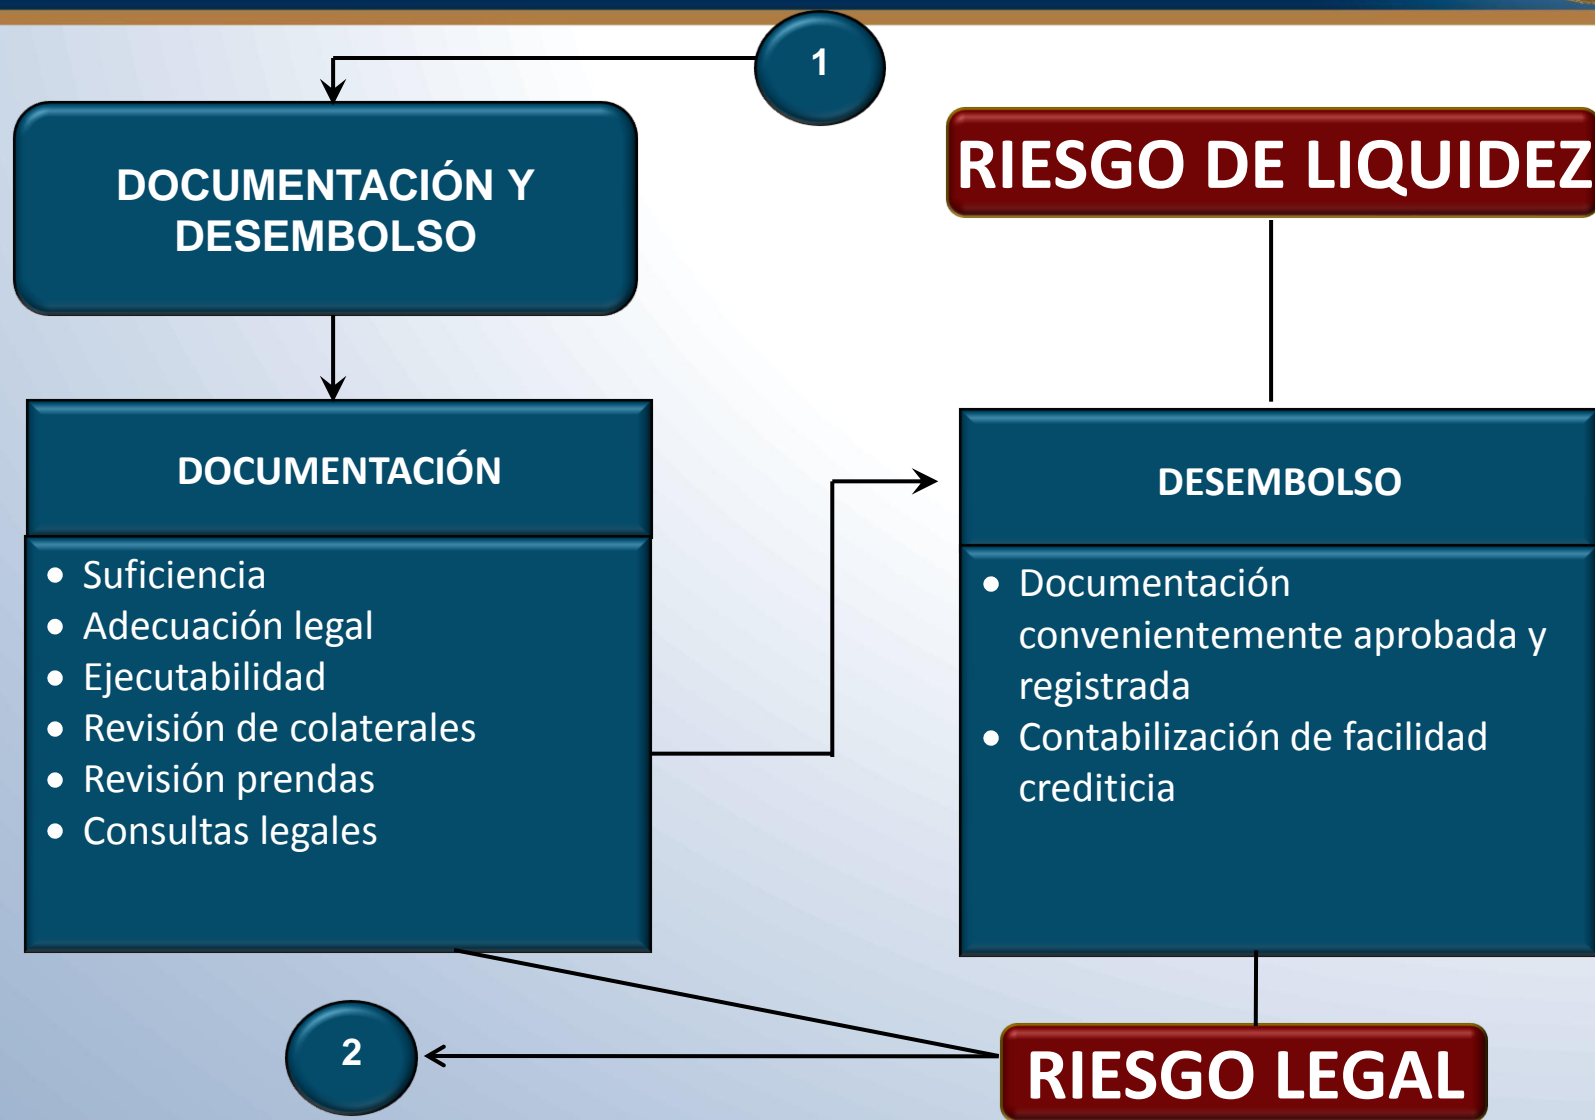 1
DOCUMENTACIÓN Y
DESEMBOLSO
RIESGO DE LIQUIDEZ
DOCUMENTACIÓN
• Suficiencia
• Adecuación legal
• Ejecutabilidad
• Revisión de colaterales
• Revisión prendas
• Consultas legales
DESEMBOLSO
• Documentación
convenientemente aprobada y
registrada
• Contabilización de facilidad
crediticia
2
RIESGO LEGAL